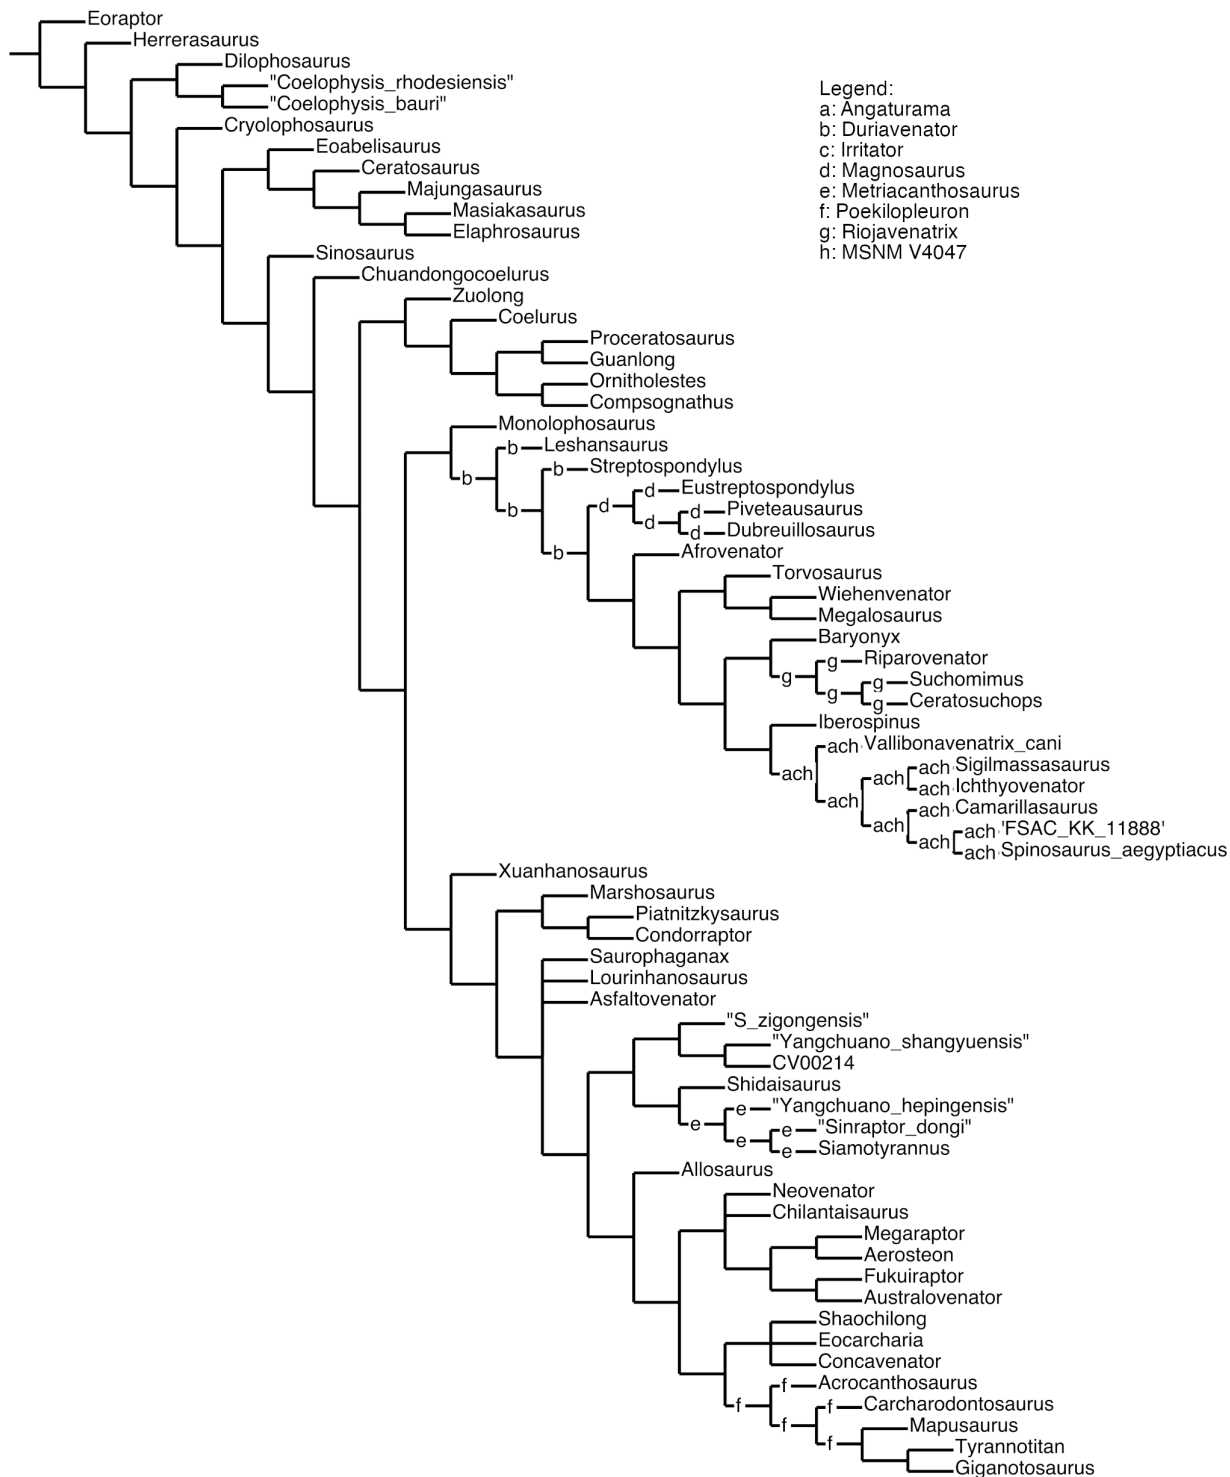 Eoraptor
Herrerasaurus
Dilophosaurus
"Coelophysis_rhodesiensis"
"Coelophysis_bauri"
Cryolophosaurus
Eoabelisaurus
Ceratosaurus
Majungasaurus
Masiakasaurus
Elaphrosaurus
Sinosaurus
Chuandongocoelurus
Zuolong
Coelurus
Proceratosaurus
Guanlong
Ornitholestes
Compsognathus
Monolophosaurus
b Leshansaurus
b
b Streptospondylus
b
d Eustreptospondylus
d
d Piveteausaurus
d
d Dubreuillosaurus
b
Afrovenator
Torvosaurus
Wiehenvenator
Megalosaurus
Baryonyx
g Riparovenator
g
g Suchomimus
g
g Ceratosuchops
Iberospinus
ach Vallibonavenatrix_cani
ach
ach Sigilmassasaurus
ach
ach Ichthyovenator
ach
ach Camarillasaurus
ach
ach 'FSAC_KK_11888'
ach
ach Spinosaurus_aegyptiacus
Xuanhanosaurus
Marshosaurus
Piatnitzkysaurus
Condorraptor
Saurophaganax
Lourinhanosaurus
Asfaltovenator
"S_zigongensis"
"Yangchuano_shangyuensis"
CV00214
Shidaisaurus
e "Yangchuano_hepingensis"
e
e "Sinraptor_dongi"
e
e Siamotyrannus
Allosaurus
Neovenator
Chilantaisaurus
Megaraptor
Aerosteon
Fukuiraptor
Australovenator
Shaochilong
Eocarcharia
Concavenator
f Acrocanthosaurus
f
f Carcharodontosaurus
f
Mapusaurus
f
Tyrannotitan
Giganotosaurus
Legend:
a: Angaturama
b: Duriavenator
c: Irritator
d: Magnosaurus
e: Metriacanthosaurus
f: Poekilopleuron
g: Riojavenatrix
h: MSNM V4047